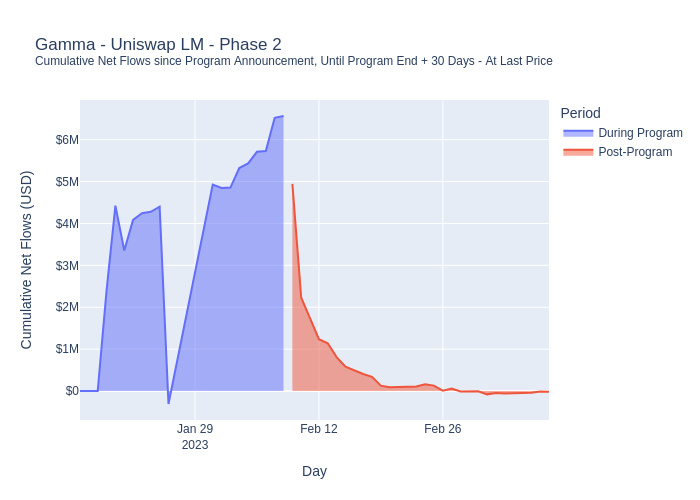 Gamma - Uniswap LM - Phase 2
Cumulative Net Flows since Program Announcement, Until Program End + 30 Days - At Last Price
Period
During Program
Post-Program
Cumulative Net Flows (USD)
$6M
$5M
$4M
$3M
$2M
$1M
$0
Jan 29
2023
Feb 12
Feb 26
Day